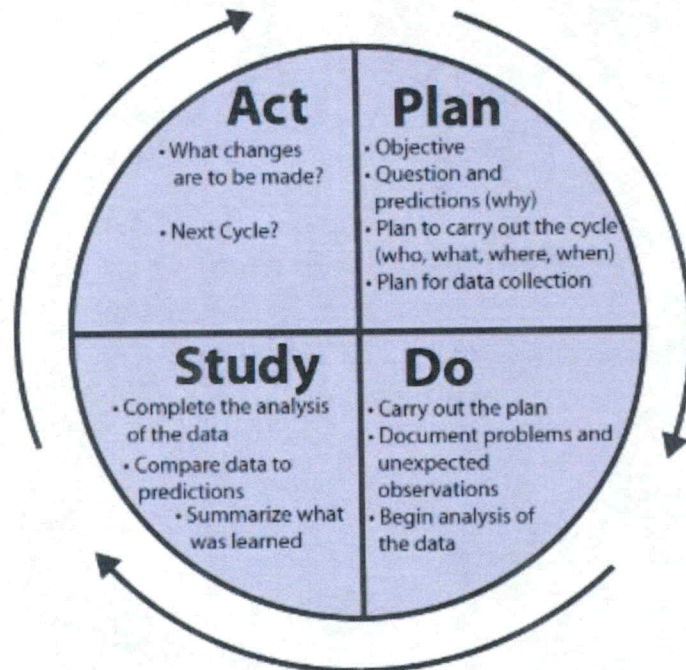 Act
• What changes
are to be made?
• Next Cycle?
Plan
• Objective
• Question and
predictions (why)
• Plan to carry out the cycle
(who, what, where, when)
• Plan for data collection
Study
• Complete the analysis
of the data
• Compare data to
predictions
• Summarize what
was learned
Do
• Carry out the plan
• Document problems and
unexpected
observations
• Begin analysis of
the data